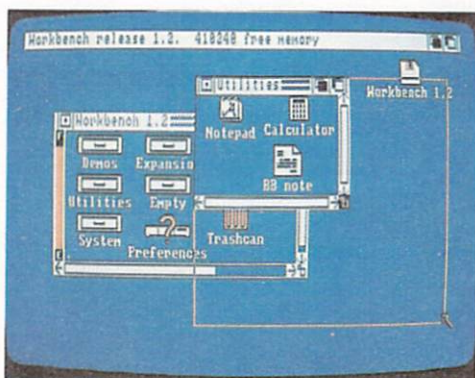 Workbench release 1.2. 418248 free memory
Utilities
Workbench 1.2
Notepad Calculator
BB note
Workbench 1.2
Demos Expansio
Utilities Empty
System Preferences
Trashcan